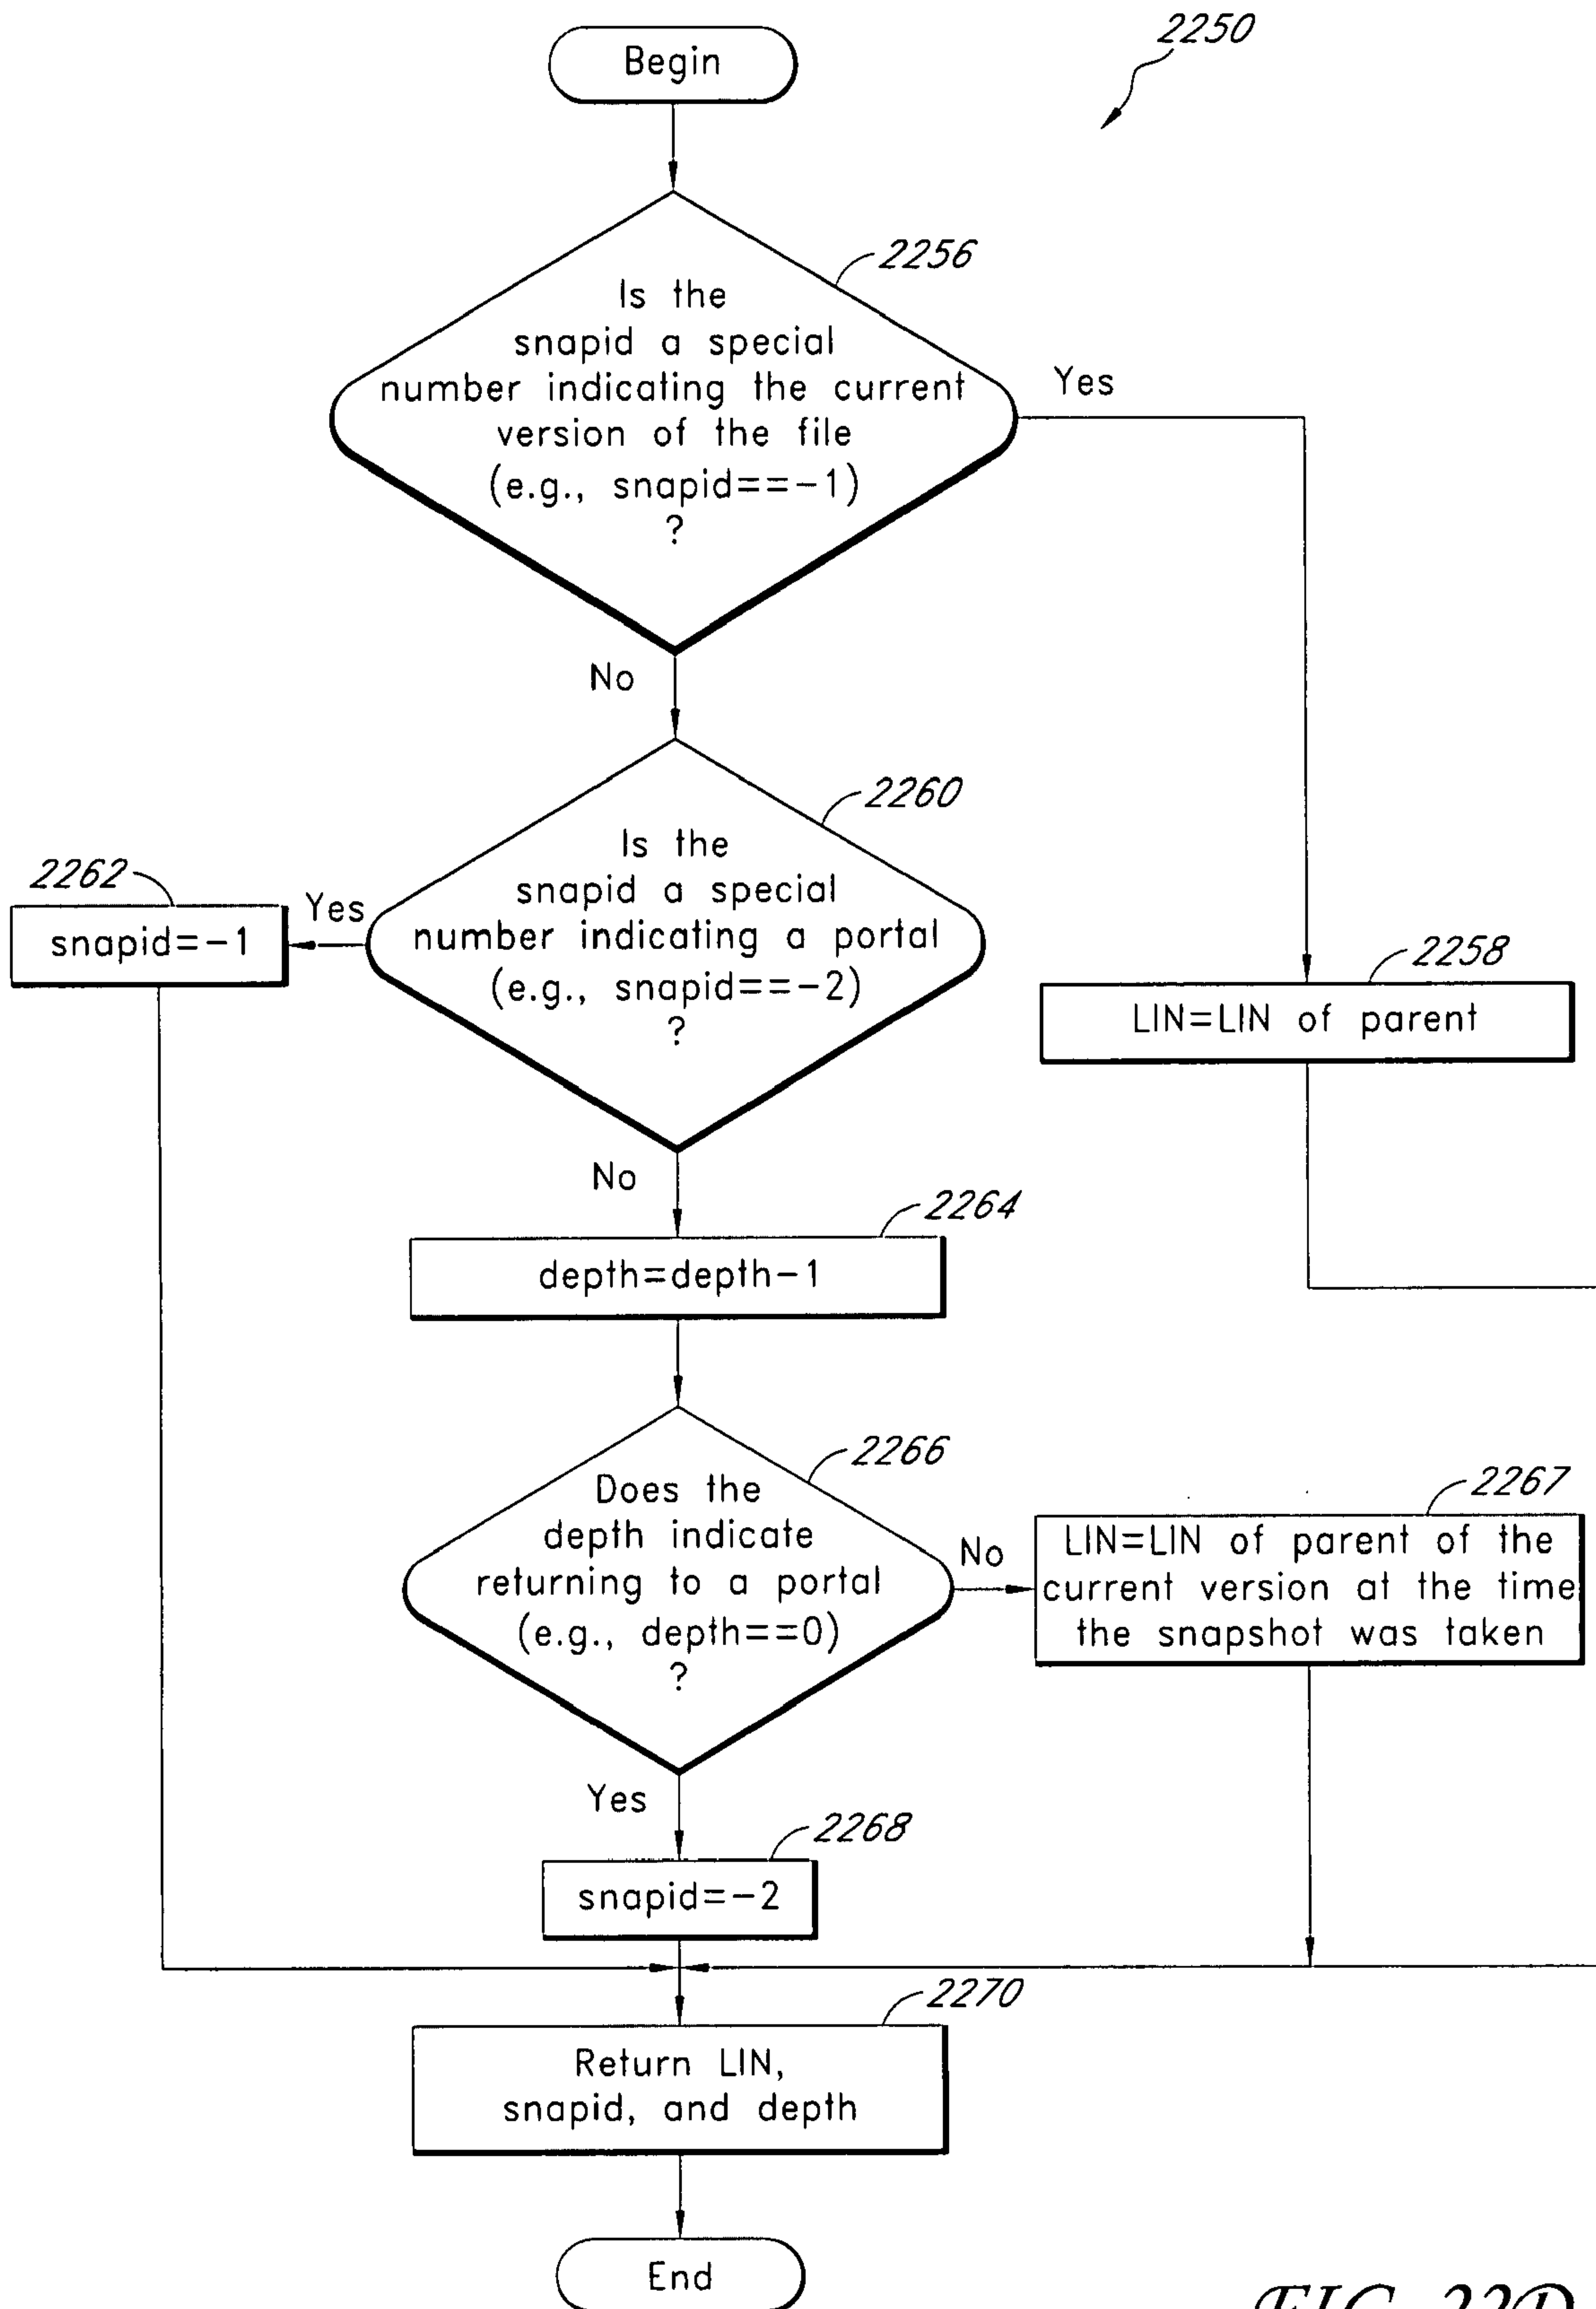 Begin
2250
2256
Is the
snapid a special
number indicating the current
version of the file
(e.g., snapid==-1)
?
Yes
No
2260
Is the
snapid a special
number indicating a portal
(e.g., snapid==-2)
?
Yes
2262
snapid=-1
2258
LIN=LIN of parent
No
2264
depth=depth-1
2266
Does the
depth indicate
returning to a portal
(e.g., depth==0)
?
No
2267
LIN=LIN of parent of the
current version at the time
the snapshot was taken
Yes
2268
snapid=-2
2270
Return LIN,
snapid, and depth
End
FIG. 22D